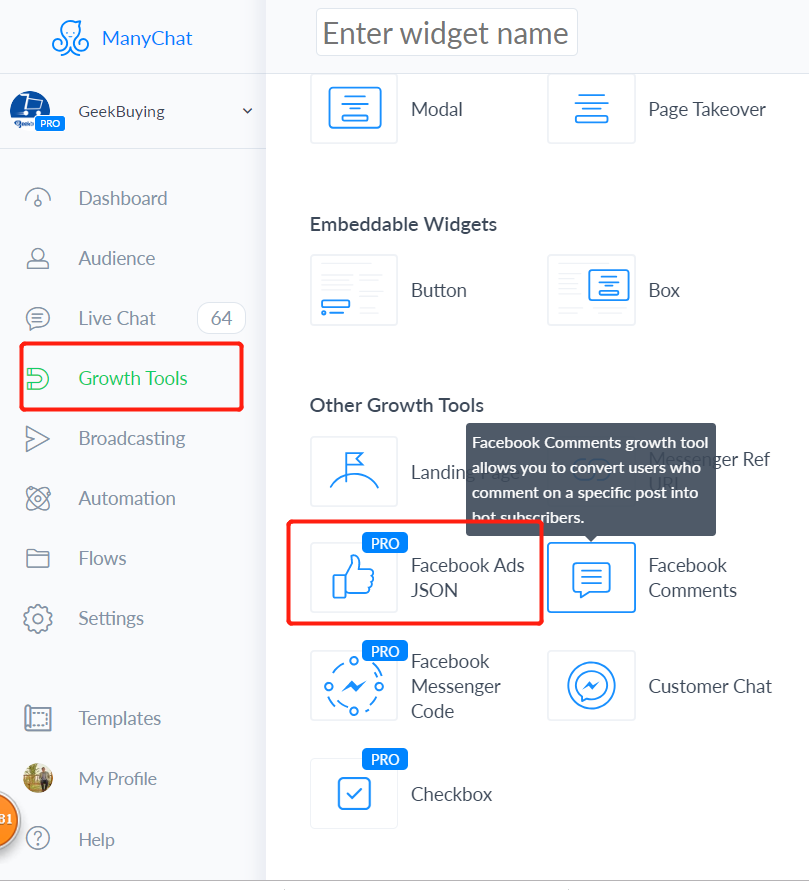 ManyChat
Enter widget name
GeekBuying
PRO
Dashboard
Audience
Live Chat
64
Growth Tools
Broadcasting
Automation
Flows
Settings
Templates
My Profile
81
Help
Modal
Page Takeover
Embeddable Widgets
Button
Box
Other Growth Tools
Landing Page
Messenger Ref
URL
Facebook Comments growth tool
allows you to convert users who
comment on a specific post into
bot subscribers.
PRO
Facebook Ads
JSON
Facebook
Comments
PRO
Facebook
Messenger
Code
Customer Chat
PRO
Checkbox